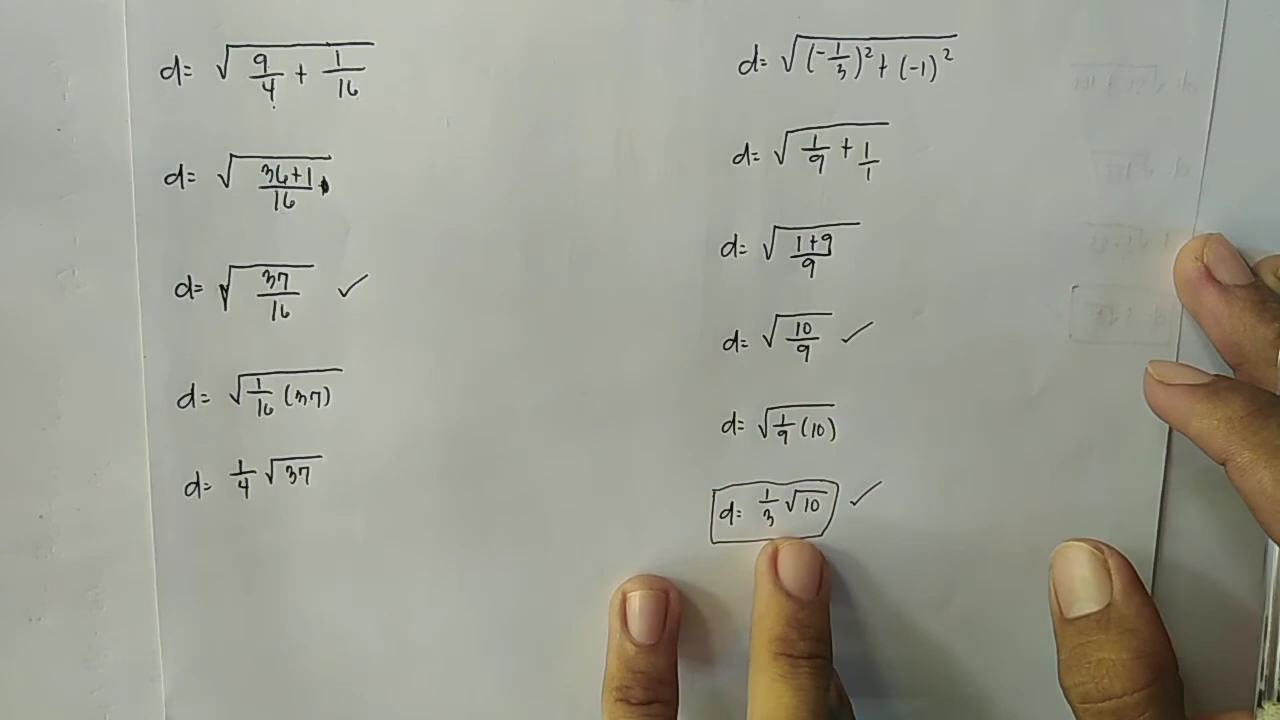 d= √(9/4 + 1/16)
d= √((36+1)/16)
d= √(37/16) ✓
d= √(1/16 (37))
d= 1/4 √37
d= √((-1/3)² + (-1)²)
d= √(1/9 + 1/1)
d= √((1+9)/9)
d= √(10/9) ✓
d= √(1/9 (10))
d= 1/3 √10 ✓